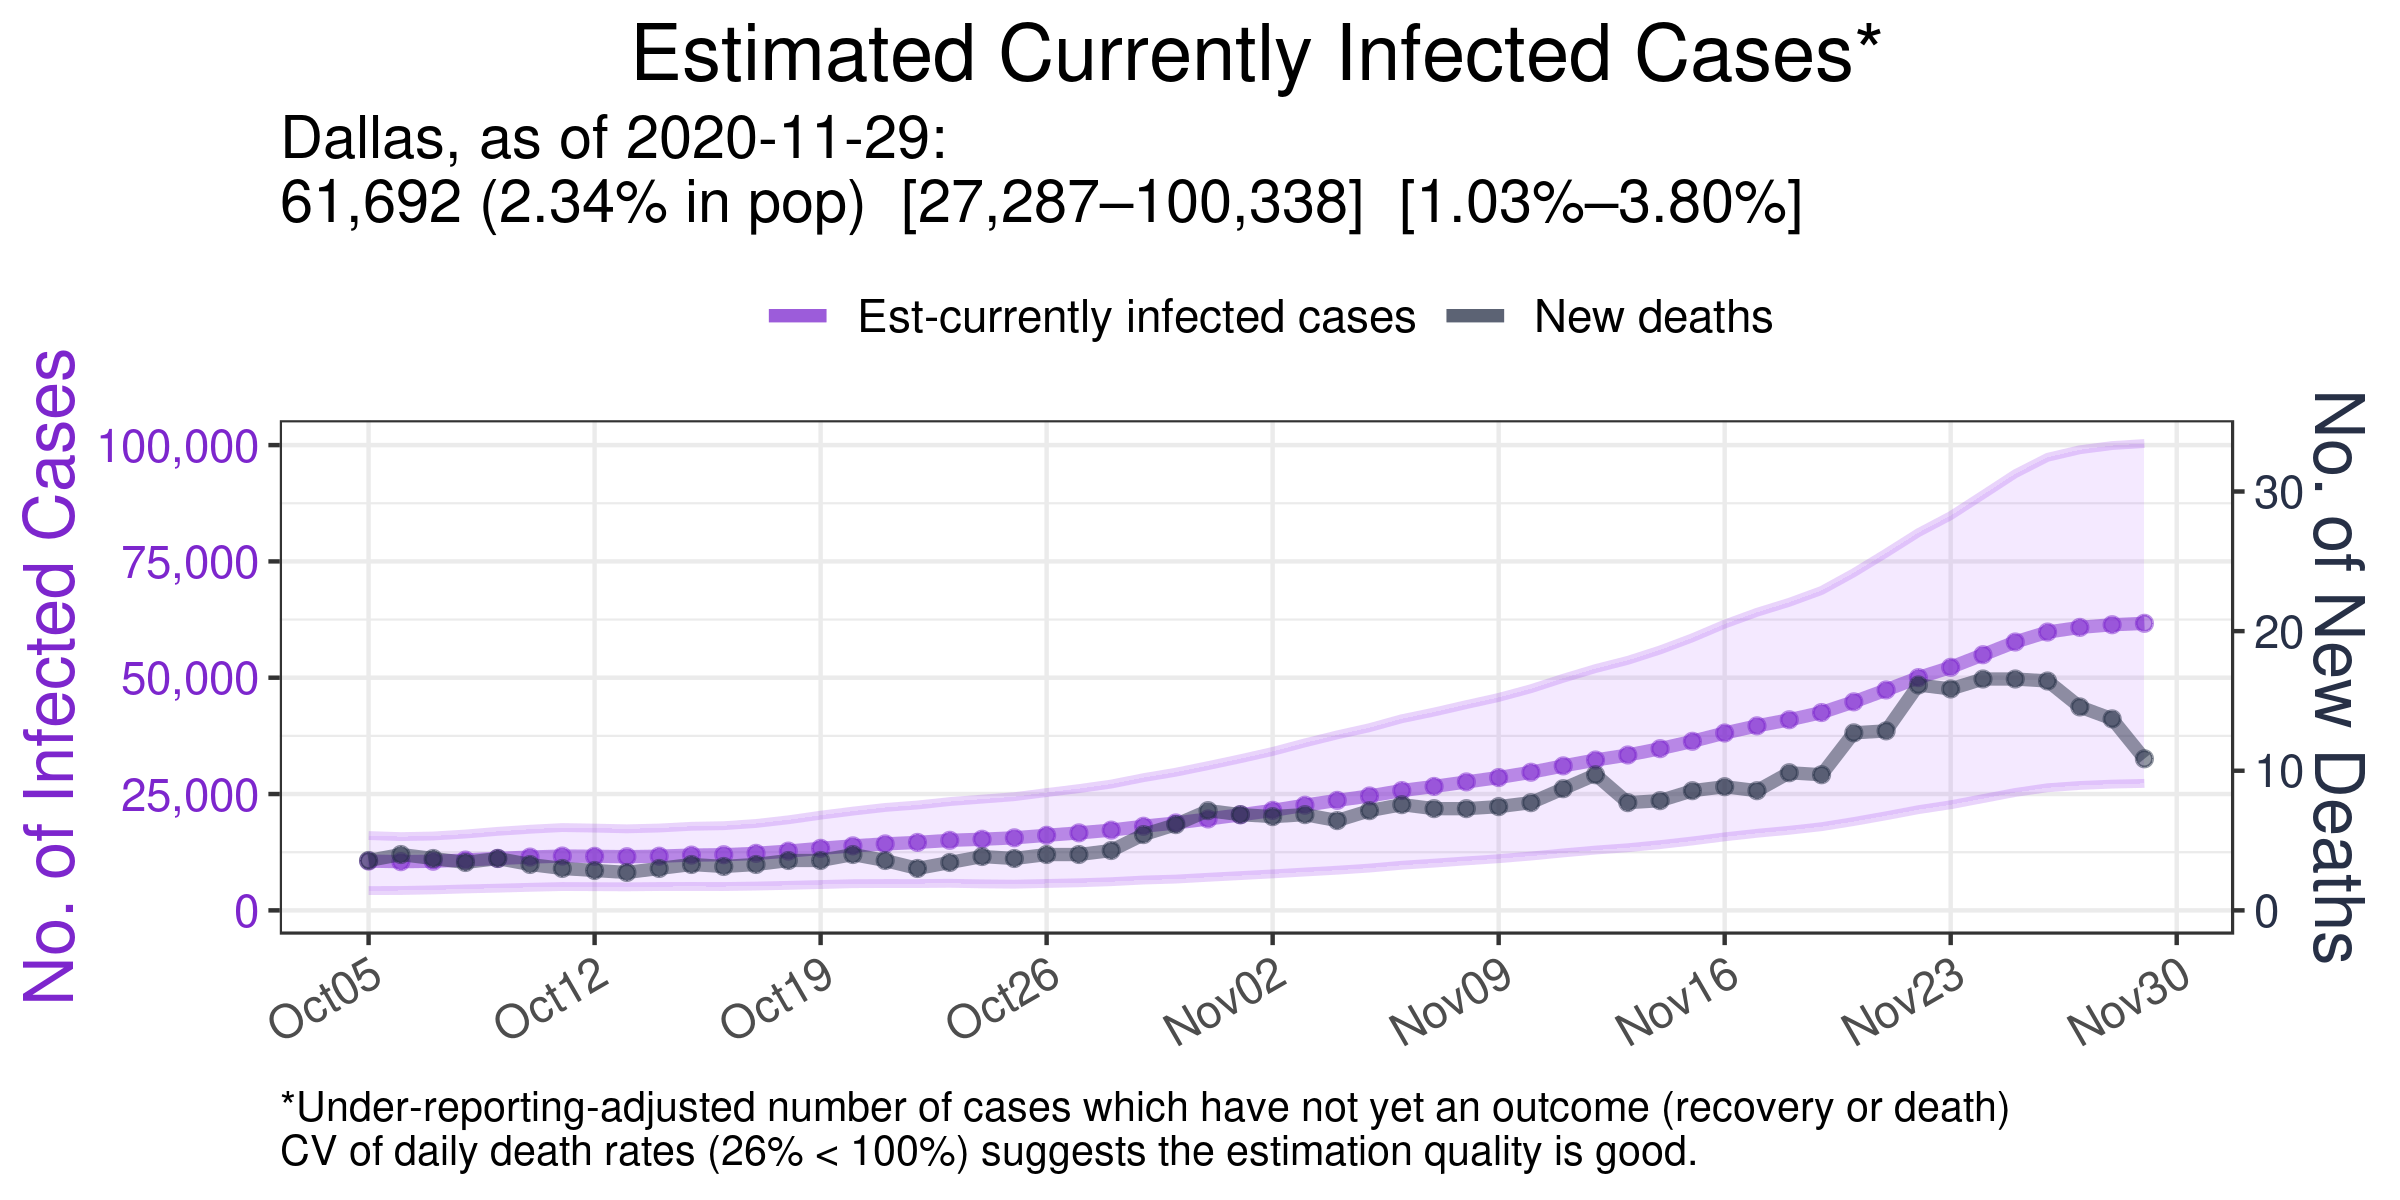 Estimated Currently Infected Cases*
Dallas, as of 2020-11-29:
61,692 (2.34% in pop) [27,287–100,338] [1.03%–3.80%]
Est-currently infected cases
New deaths
No. of Infected Cases
100,000
75,000
50,000
25,000
0
No. of New Deaths
30
20
10
0
Oct05
Oct12
Oct19
Oct26
Nov02
Nov09
Nov16
Nov23
Nov30
*Under-reporting-adjusted number of cases which have not yet an outcome (recovery or death)
CV of daily death rates (26% < 100%) suggests the estimation quality is good.